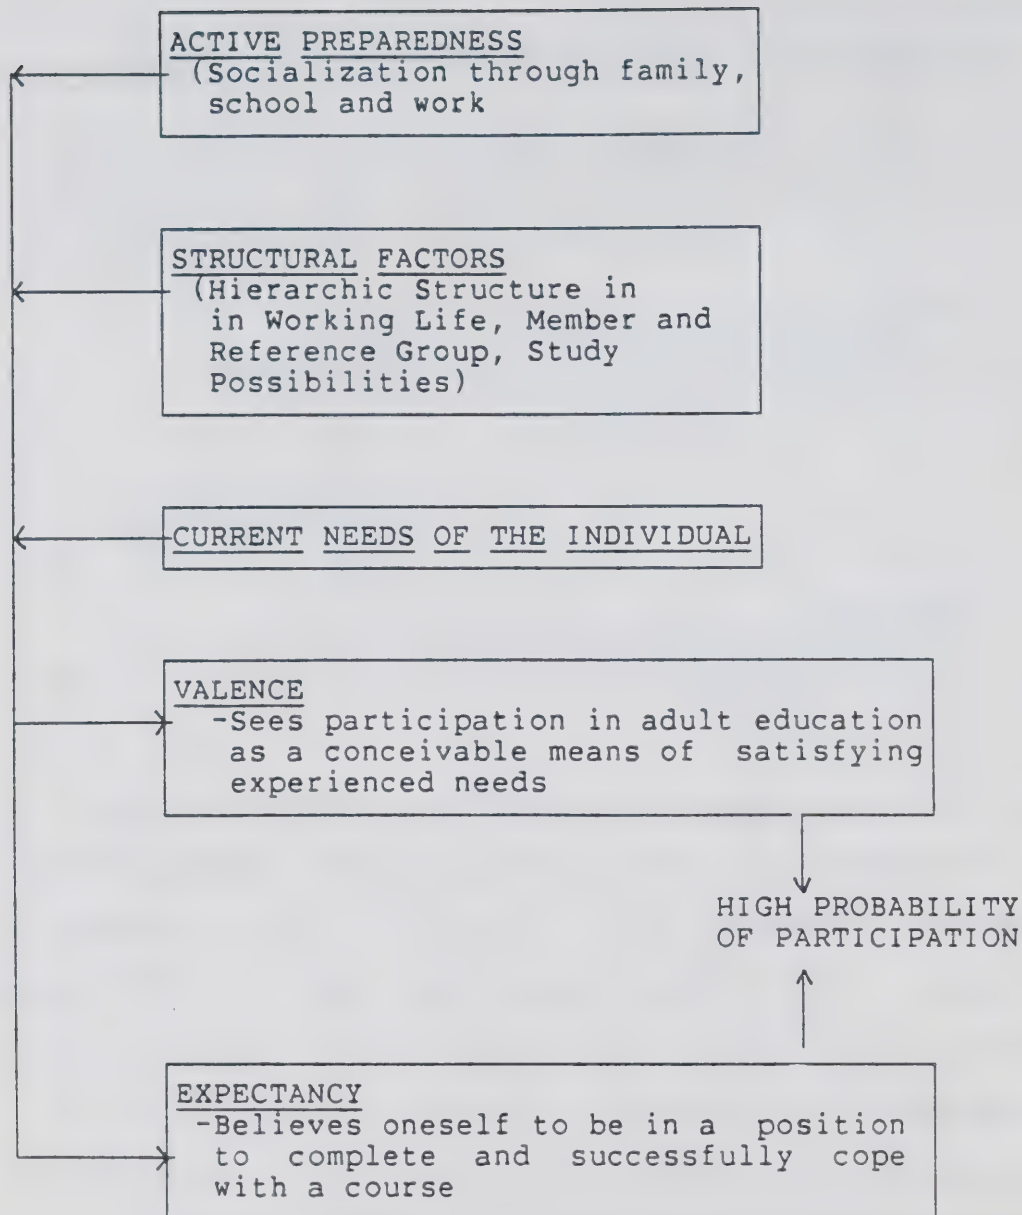 ACTIVE PREPAREDNESS
(Socialization through family,
school and work
STRUCTURAL FACTORS
(Hierarchic Structure in
in Working Life, Member and
Reference Group, Study
Possibilities)
CURRENT NEEDS OF THE INDIVIDUAL
VALENCE
-Sees participation in adult education
as a conceivable means of satisfying
experienced needs
HIGH PROBABILITY
OF PARTICIPATION
EXPECTANCY
-Believes oneself to be in a position
to complete and successfully cope
with a course